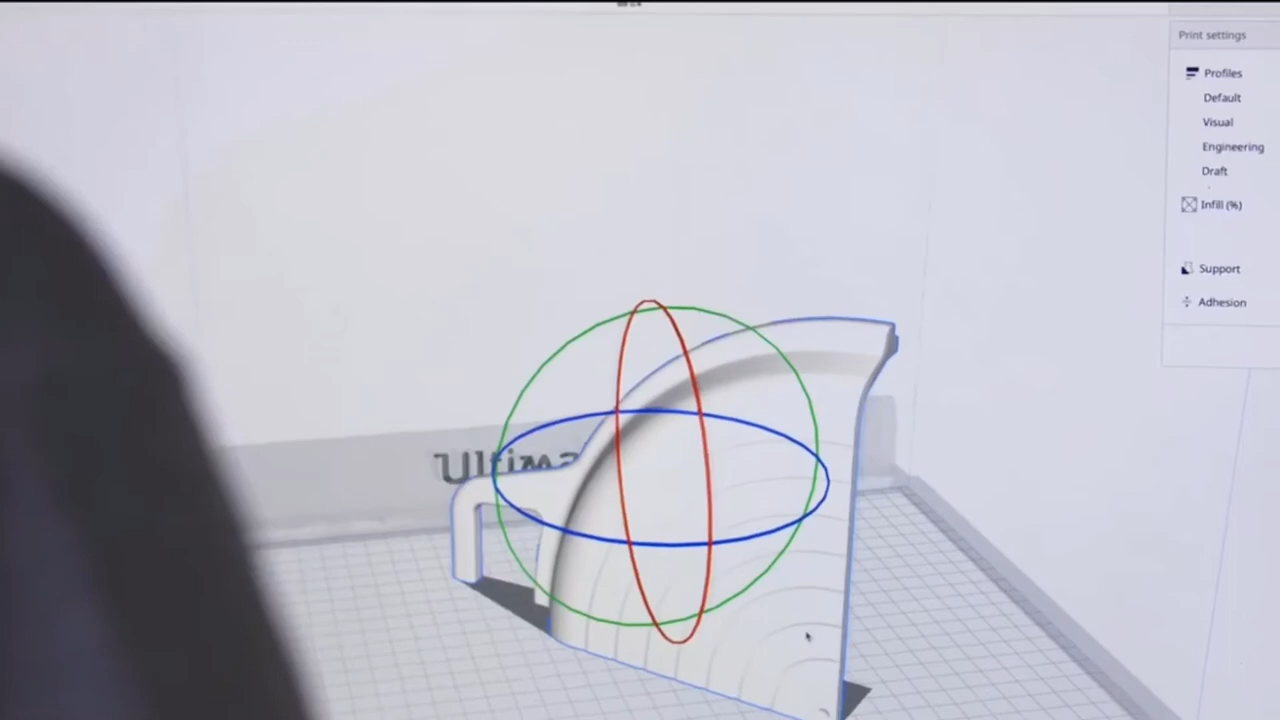 Print settings
Profiles
Default
Visual
Engineering
Draft
Infill (%)
Support
Adhesion